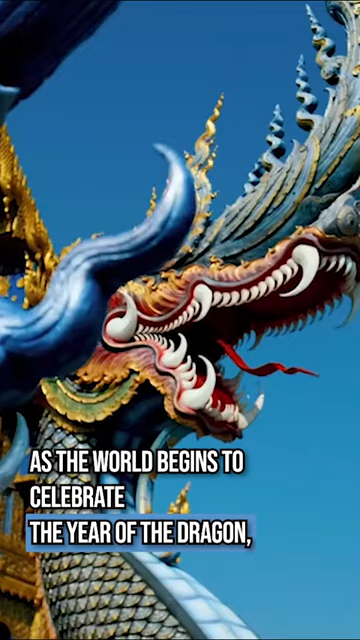 AS THE WORLD BEGINS TO
CELEBRATE
THE YEAR OF THE DRAGON,